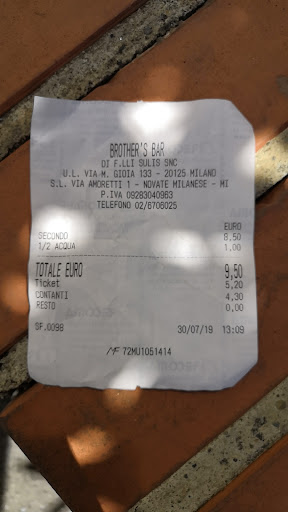 BROTHER'S BAR
DI F.LLI SULIS SNC
U.L. VIA M. GIOIA 133 - 20125 MILANO
S.L. VIA AMORETTI 1 - NOVATE MILANESE - MI
P.IVA 09283040963
TELEFONO 02/6706025
EURO
SECONDO 8,50
1/2 ACQUA 1,00
TOTALE EURO 9,50
Ticket 5,20
CONTANTI 4,30
RESTO 0,00
SF.0098 30/07/19 13:09
MF 72MU1051414